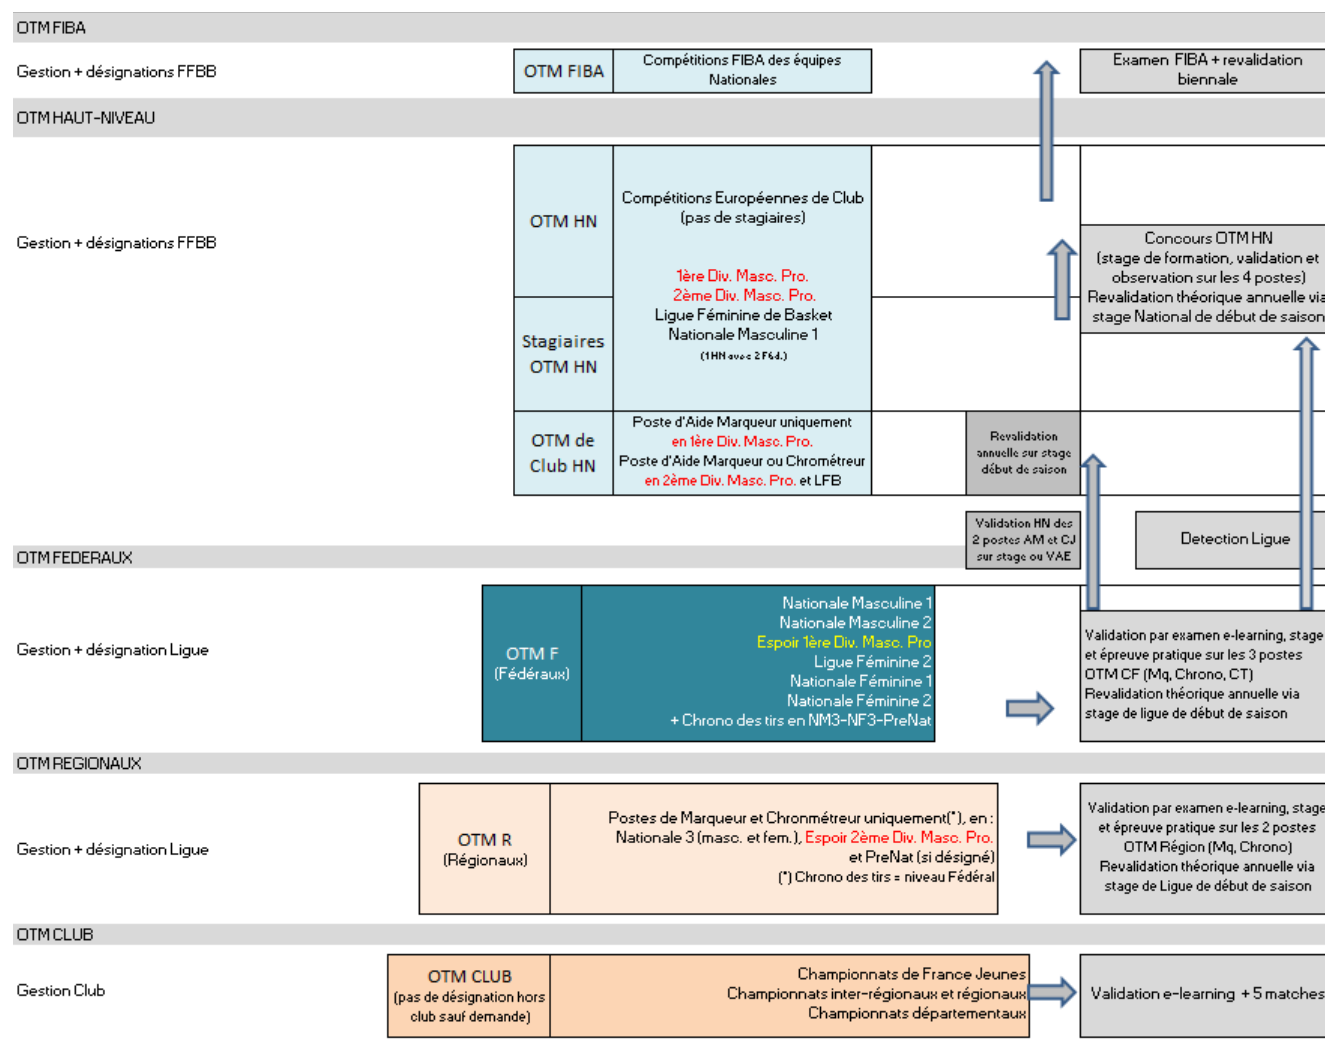 OTM FIBA
Gestion + désignations FFBB
OTM FIBA
Compétitions FIBA des équipes
Nationales
Examen FIBA + revalidation
biennale
OTM HAUT-NIVEAU
Gestion + désignations FFBB
OTM HN
Compétitions Européennes de Club
(pas de stagiaires)
1ère Div. Masc. Pro.
2ème Div. Masc. Pro.
Ligue Féminine de Basket
Nationale Masculine 1
(1 HN avec 2 Féd.)
Stagiaires
OTM HN
Concours OTM HN
(stage de formation, validation et
observation sur les 4 postes)
Revalidation théorique annuelle via
stage National de début de saison
OTM de
Club HN
Poste d'Aide Marqueur uniquement
en 1ère Div. Masc. Pro.
Poste d'Aide Marqueur ou Chrométreur
en 2ème Div. Masc. Pro. et LFB
Revalidation
annuelle sur stage
début de saison
Validation HN des
2 postes AM et CJ
sur stage ou VAE
Detection Ligue
OTM FEDERAUX
Gestion + désignation Ligue
OTM F
(Fédéraux)
Nationale Masculine 1
Nationale Masculine 2
Espoir 1ère Div. Masc. Pro
Ligue Féminine 2
Nationale Féminine 1
Nationale Féminine 2
+ Chrono des tirs en NM3-NF3-PreNat
Validation par examen e-learning, stage
et épreuve pratique sur les 3 postes
OTM CF (Mq, Chrono, CT)
Revalidation théorique annuelle via
stage de ligue de début de saison
OTM REGIONAUX
Gestion + désignation Ligue
OTM R
(Régionaux)
Postes de Marqueur et Chronmétreur uniquement(*), en :
Nationale 3 (masc. et fem.), Espoir 2ème Div. Masc. Pro.
et PreNat (si désigné)
(*) Chrono des tirs = niveau Fédéral
Validation par examen e-learning, stage
et épreuve pratique sur les 2 postes
OTM Région (Mq, Chrono)
Revalidation théorique annuelle via
stage de Ligue de début de saison
OTM CLUB
Gestion Club
OTM CLUB
(pas de désignation hors
club sauf demande)
Championnats de France Jeunes
Championnats inter-régionaux et régionaux
Championnats départementaux
Validation e-learning + 5 matches